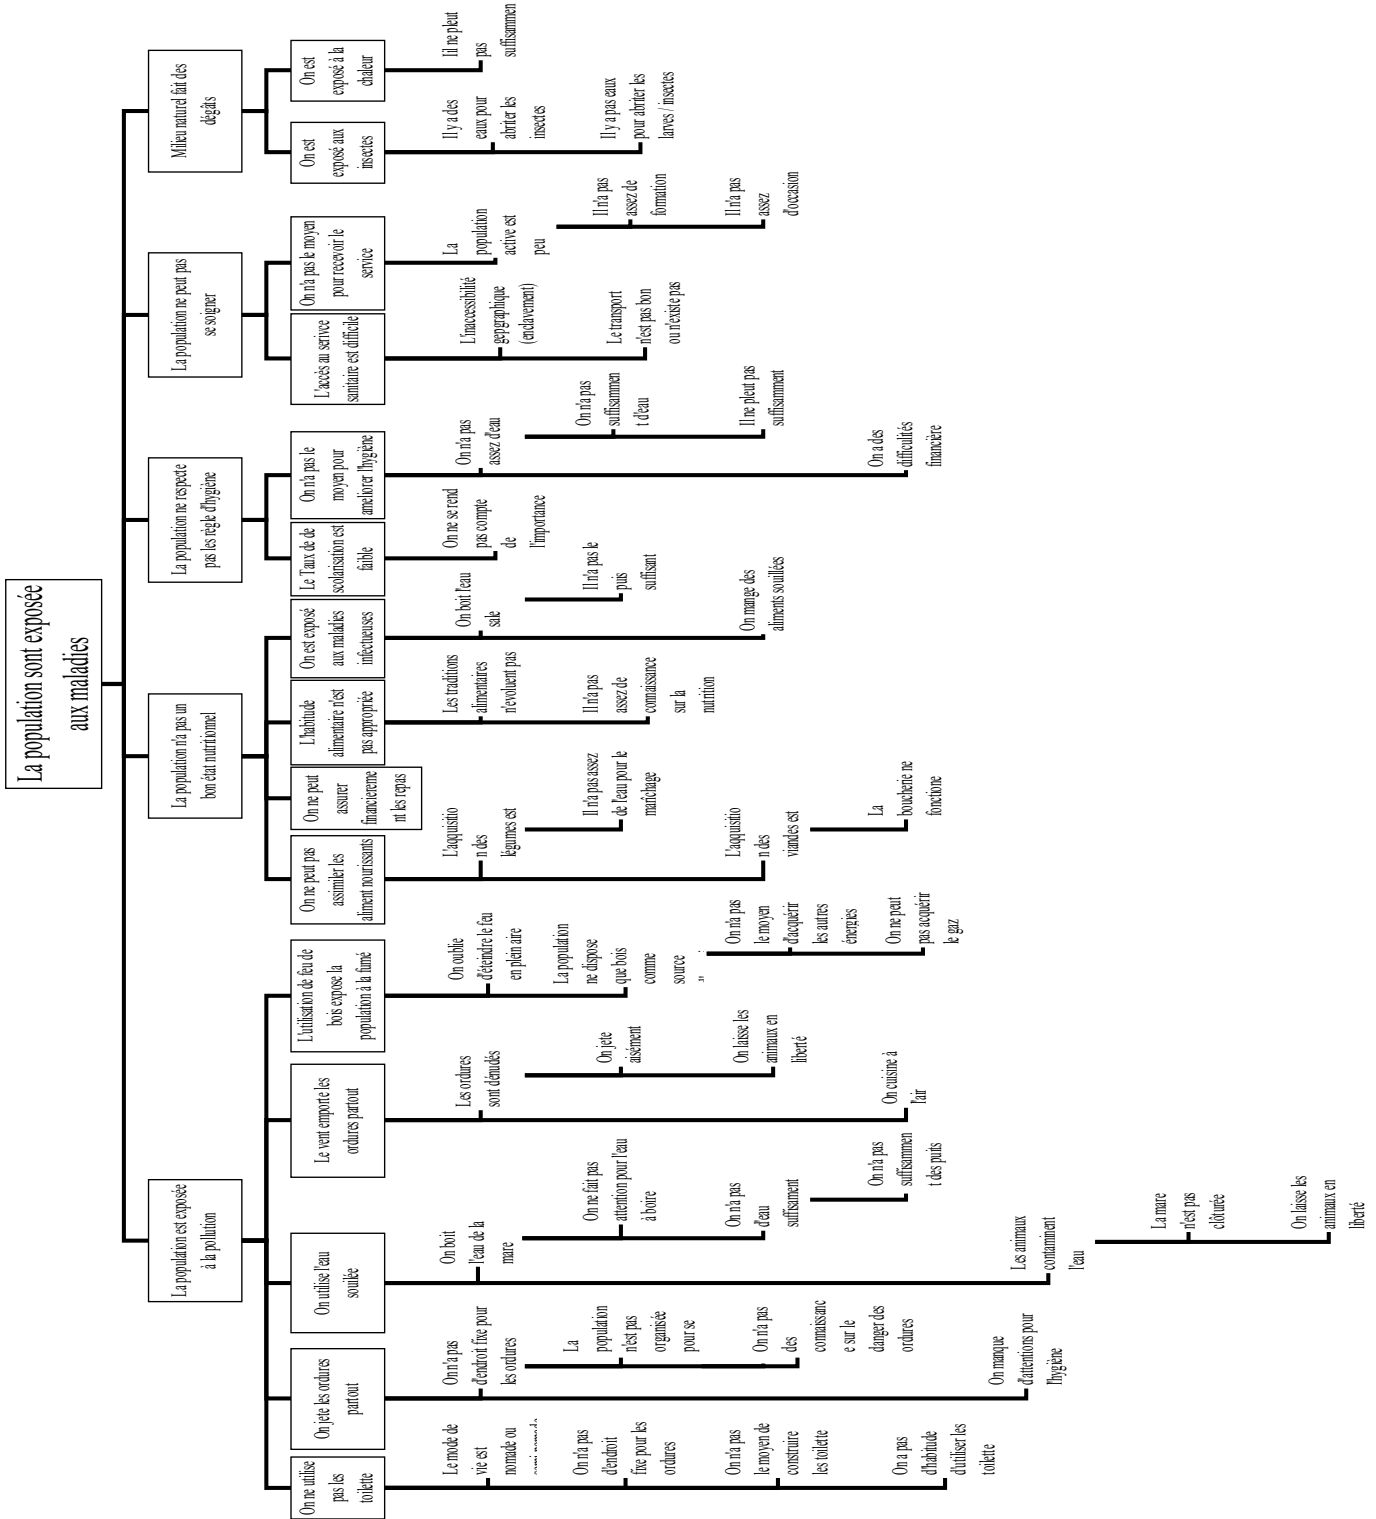 La population sont exposée
aux maladies
La population est exposée
à la pollution
On ne utilise
pas les
toilette
Le mode de
vie est
nomade ou
On n'a pas
d'endroit
fixe pour les
ordures
On n'a pas
le moyen de
construire
les toilette
On a pas
d'habitude
d'utiliser les
toilette
On jete les ordures
partout
On n'a pas
d'endroit fixe pour
les ordures
La
population
n'est pas
organisée
pour se
On n'a pas
des
connaissanc
e sur le
danger des
ordures
On manque
d'attentions pour
l'hygiène
On utilise l'eau
souilée
On boit
l'eau de la
mare
On ne fait pas
attention pour l'eau
à boire
On n'a pas
d'eau
suffisament
On n'a pas
suffisammen
t des puits
Les animaux
contaminent
l'eau
La mare
n'est pas
clôturée
On laisse les
animaux en
liberté
Le vent emporte les
ordures partout
Les ordures
sont dénudés
On jete
aisément
On laisse les
animaux en
liberté
On cuisine à
l'air
L'utilisation de feu de
bois expose la
population à la fumé
On oublie
d'éteindre le feu
en plein aire
La population
ne dispose
que bois
comme
source
On n'a pas
le moyen
d'acquérir
les autres
énergies
On ne peut
pas acquérir
le gaz
La population n'a pas un
bon état nutritionnel
On ne peut pas
assimiler les
aliment nourissants
L'aqquisitio
n des
légumes est
Il n'a pas assez
de l'eau pour le
maríchage
L'aqquisitio
n des
viandes est
La
boucherie ne
fonctione
On ne peut
assurer
financiereme
nt les repas
L'habitude
alimentaire n'est
pas appropriée
Les traditions
alimentaires
n'evoluent pas
Il n'a pas
assez de
connaissance
sur la
nutrition
On est exposé
aux maladies
infectueuses
On boit l'eau
sale
Il n'a pas le
puis
suffisant
On mange des
aliments souillées
La population ne respecte
pas les règle d'hygiène
Le Taux de de
scolarisation est
faible
On ne se rend
pas compte
de
l'importance
On n'a pas le
moyen pour
ameliorer l'hygiène
On n'a pas
assez d'eau
On n'a pas
suffisammen
t d'eau
Il ne pleut pas
suffisamment
On a des
difficulités
financière
La population ne peut pas
se soigner
L'accès au serivce
sanitaire est difficile
L'inaccessibilité
gepgraphique
(enclavement)
Le transport
n'est pas bon
ou n'existe pas
On n'a pas le moyen
pour recevoir le
service
La
population
active est
peu
Il n'a pas
assez de
formation
Il n'a pas
assez
d'occasion
Milieu naturel fait des
dégâts
On est
exposé aux
insectes
Il y a des
eaux pour
abriter les
insectes
Il y a pas eaux
pour abriter les
larves / insectes
On est
exposé à la
chaleur
Iil ne pleut
pas
suffisammen